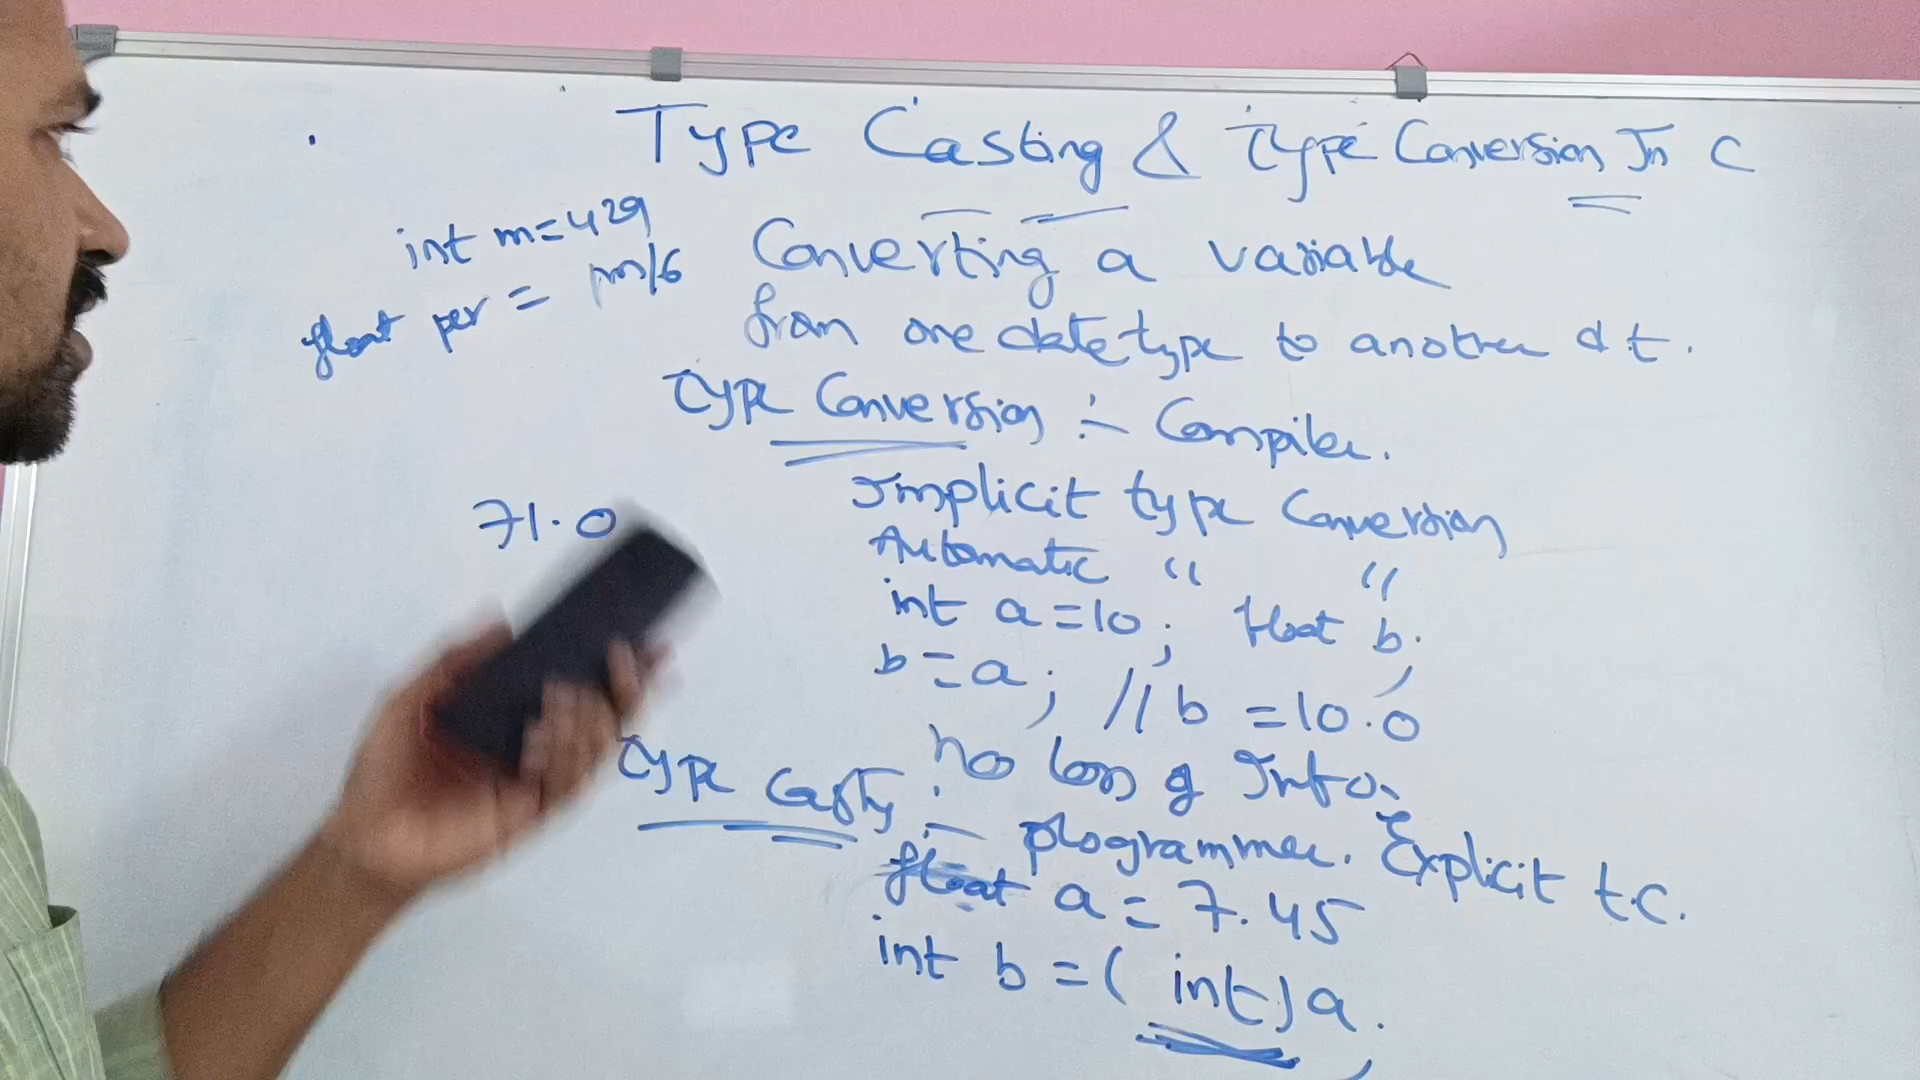 Type Casting & Type Conversion In C
int m=429
float per = m/6
Converting a variable
from one datetype to another d t.
Type Conversion :- Compiler.
Implicit type Conversion
71.0
Automatic " "
int a=10; float b;
b=a; // b =10.0
no loss of Info.
Type Casting :- programmer. Explicit t.c.
float a= 7.45
int b =( int) a;